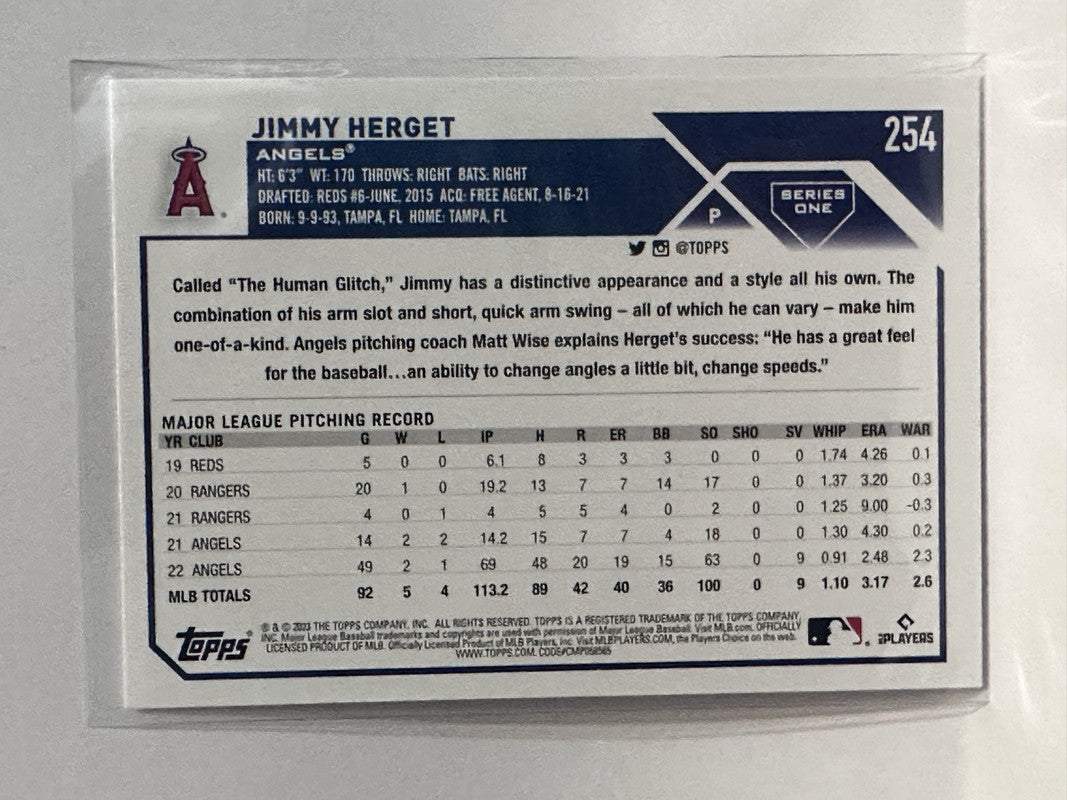 JIMMY HERGET
254
ANGELS®
HT: 6'3" WT: 170 THROWS: RIGHT BATS: RIGHT
DRAFTED: REDS #6-JUNE, 2015 ACQ: FREE AGENT, 8-16-21
BORN: 9-9-93, TAMPA, FL HOME: TAMPA, FL
A
P
SERIES
ONE
@TOPPS
Called “The Human Glitch,” Jimmy has a distinctive appearance and a style all his own. The
combination of his arm slot and short, quick arm swing – all of which he can vary – make him
one-of-a-kind. Angels pitching coach Matt Wise explains Herget's success: “He has a great feel
for the baseball...an ability to change angles a little bit, change speeds.”
MAJOR LEAGUE PITCHING RECORD
YR CLUB G W L IP H R ER BB SO SHO SV WHIP ERA WAR
19 REDS 5 0 0 6.1 8 3 3 3 0 0 0 1.74 4.26 0.1
20 RANGERS 20 1 0 19.2 13 7 7 14 17 0 0 1.37 3.20 0.3
21 RANGERS 4 0 1 4 5 5 4 0 2 0 0 1.25 9.00 -0.3
21 ANGELS 14 2 2 14.2 15 7 7 4 18 0 0 1.30 4.30 0.2
22 ANGELS 49 2 1 69 48 20 19 15 63 0 9 0.91 2.48 2.3
MLB TOTALS 92 5 4 113.2 89 42 40 36 100 0 9 1.10 3.17 2.6
Topps®
® & © 2023 THE TOPPS COMPANY, INC. ALL RIGHTS RESERVED. TOPPS IS A REGISTERED TRADEMARK OF THE TOPPS COMPANY,
INC. Major League Baseball trademarks and copyrights are used with permission of Major League Baseball. Visit MLB.com. OFFICIALLY
LICENSED PRODUCT OF MLB. Officially Licensed Product of MLB Players, Inc. Visit MLBPLAYERS.COM, the Players Choice on the web.
WWW.TOPPS.COM. CODE#CMP058565
PLAYERS